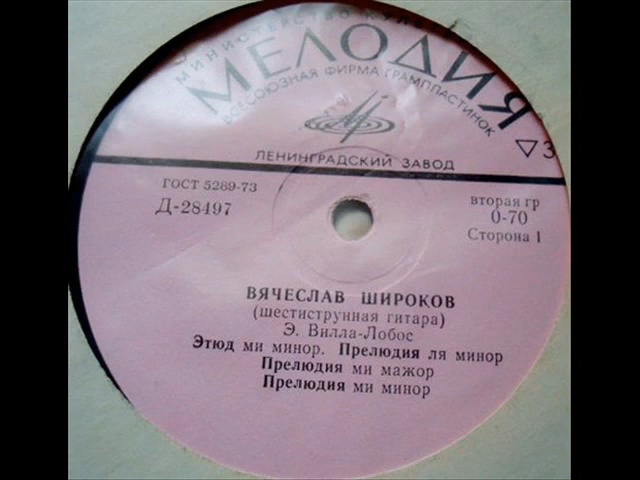 МИНИСТЕРСТВО
МЕЛОДИЯ
ВСЕСОЮЗНАЯ ФИРМА ГРАМПЛАСТИНОК
ЛЕНИНГРАДСКИЙ ЗАВОД
▽3
ГОСТ 5289-73
Д-28497
вторая гр
0-70
Сторона 1
ВЯЧЕСЛАВ ШИРОКОВ
(шестиструнная гитара)
Э. Вилла-Лобос
Этюд ми минор. Прелюдия ля минор
Прелюдия ми мажор
Прелюдия ми минор